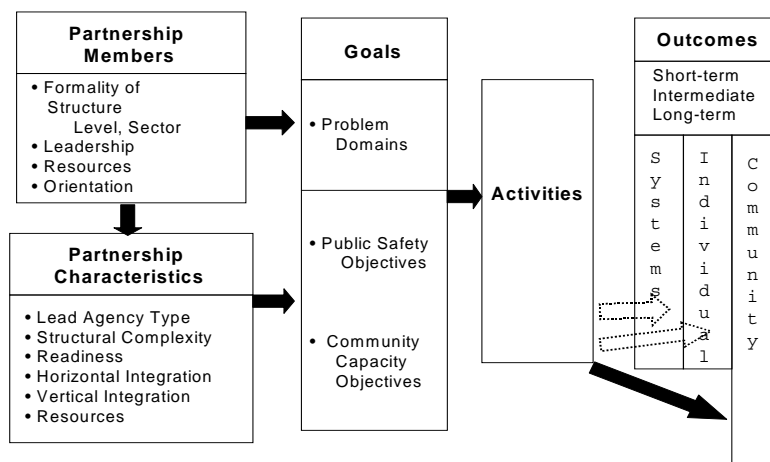 Partnership
Members
• Formality of
Structure
Level, Sector
• Leadership
• Resources
• Orientation
Partnership
Characteristics
• Lead Agency Type
• Structural Complexity
• Readiness
• Horizontal Integration
• Vertical Integration
• Resources
Goals
• Problem
Domains
• Public Safety
Objectives
• Community
Capacity
Objectives
Activities
Outcomes
Short-term
Intermediate
Long-term
Systems
Individual
Community